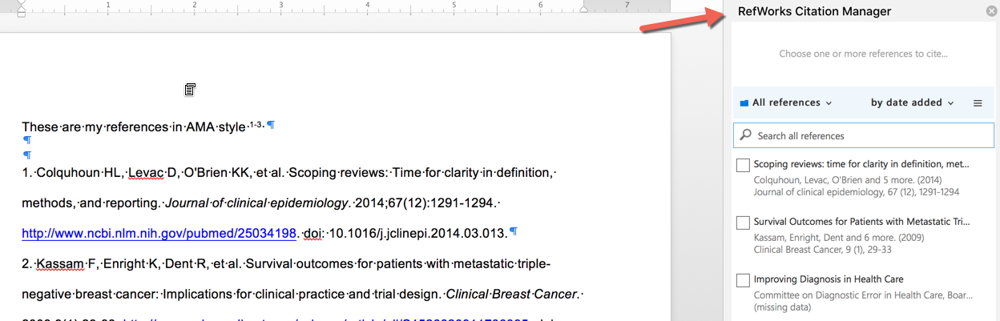 1 2 3 4 5 6 7
RefWorks Citation Manager
Choose one or more references to cite...
All references by date added
Search all references
Scoping reviews: time for clarity in definition, met...
Colquhoun, Levac, O'Brien and 5 more. (2014)
Journal of clinical epidemiology, 67 (12), 1291-1294
Survival Outcomes for Patients with Metastatic Tri...
Kassam, Enright, Dent and 6 more. (2009)
Clinical Breast Cancer, 9 (1), 29-33
Improving Diagnosis in Health Care
Committee on Diagnostic Error in Health Care, Boar...
(missing data)
These·are·my·references·in·AMA·style·¹⁻³·¶
¶
¶
1.·Colquhoun·HL,·Levac·D,·O'Brien·KK,·et·al.·Scoping·reviews:·Time·for·clarity·in·definition,·
methods,·and·reporting.·Journal·of·clinical·epidemiology.·2014;67(12):1291-1294.·
http://www.ncbi.nlm.nih.gov/pubmed/25034198.·doi:·10.1016/j.jclinepi.2014.03.013.¶
2.·Kassam·F,·Enright·K,·Dent·R,·et·al.·Survival·outcomes·for·patients·with·metastatic·triple-
negative·breast·cancer:·Implications·for·clinical·practice·and·trial·design.·Clinical·Breast·Cancer.·